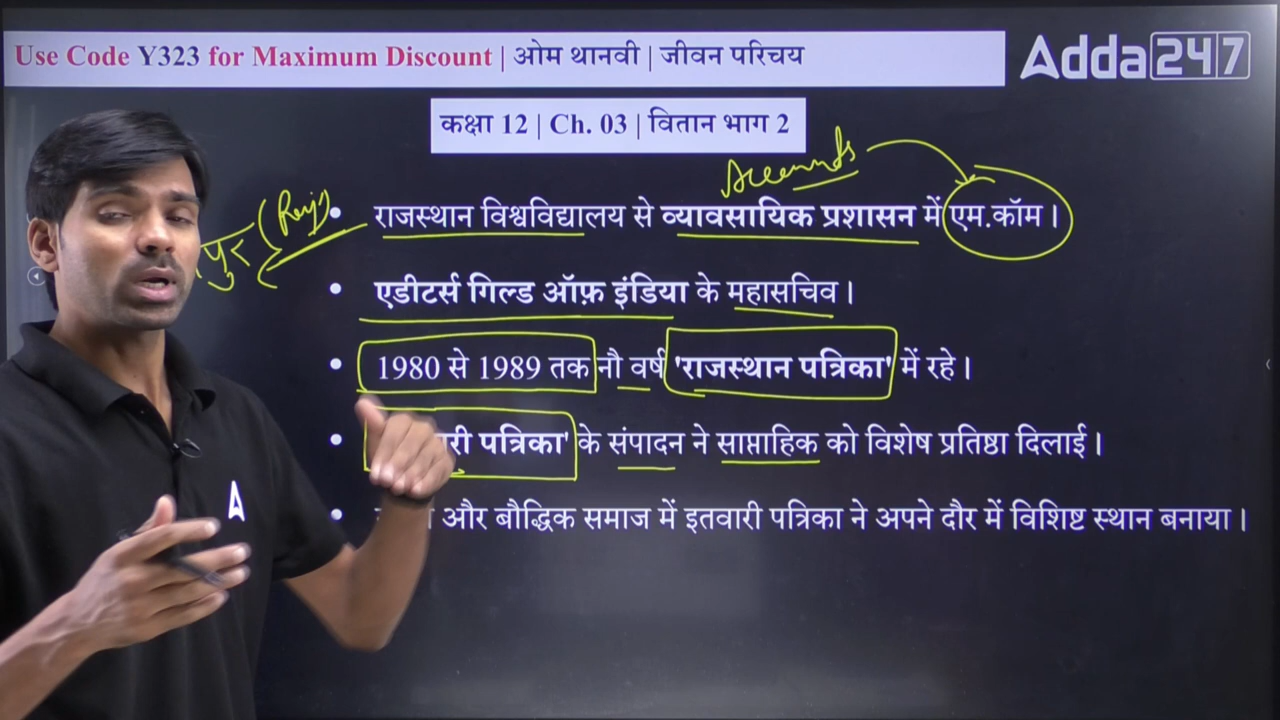 Use Code Y323 for Maximum Discount | ओम थानवी | जीवन परिचय
Adda247
कक्षा 12 | Ch. 03 | वितान भाग 2
Accounts
• राजस्थान विश्वविद्यालय से व्यावसायिक प्रशासन में एम.कॉम।
• एडीटर्स गिल्ड ऑफ़ इंडिया के महासचिव।
• 1980 से 1989 तक नौ वर्ष 'राजस्थान पत्रिका' में रहे।
• पत्रिका' के संपादन ने साप्ताहिक को विशेष प्रतिष्ठा दिलाई।
• और बौद्धिक समाज में इतवारी पत्रिका ने अपने दौर में विशिष्ट स्थान बनाया।